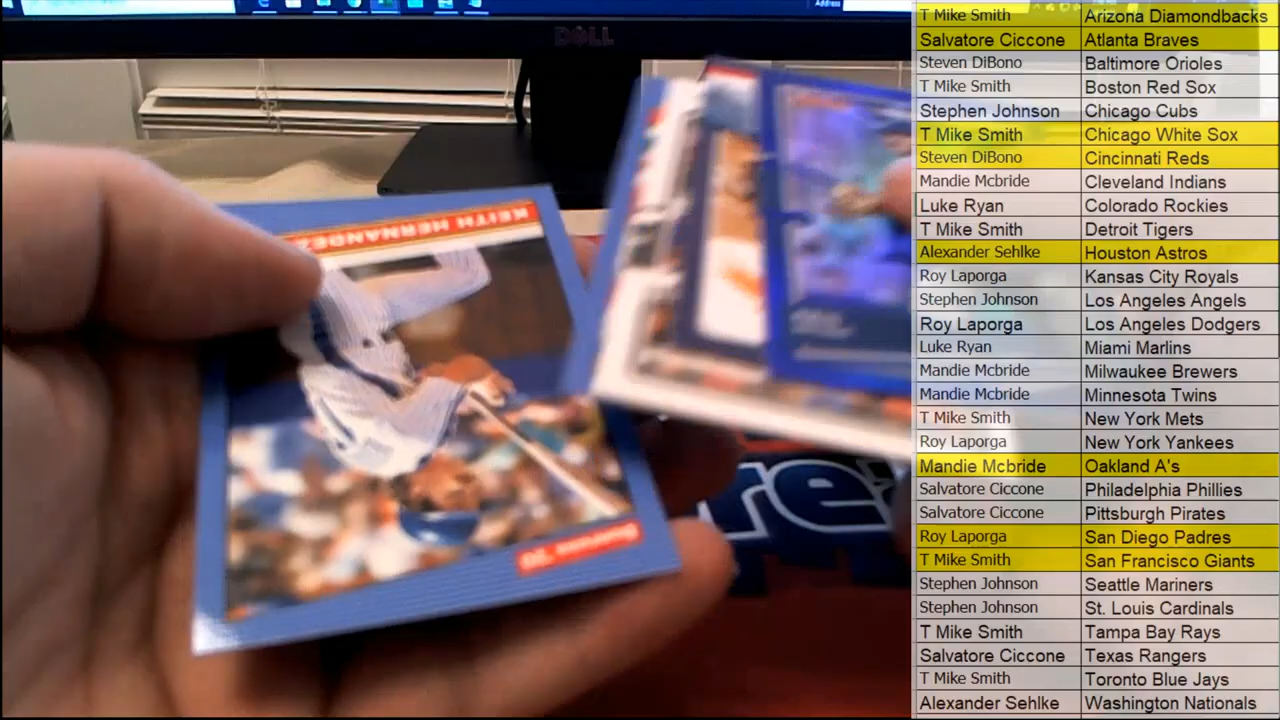 Address
DELL
T Mike Smith Arizona Diamondbacks
Salvatore Ciccone Atlanta Braves
Steven DiBono Baltimore Orioles
T Mike Smith Boston Red Sox
Stephen Johnson Chicago Cubs
T Mike Smith Chicago White Sox
Steven DiBono Cincinnati Reds
Mandie Mcbride Cleveland Indians
Luke Ryan Colorado Rockies
T Mike Smith Detroit Tigers
Alexander Sehlke Houston Astros
Roy Laporga Kansas City Royals
Stephen Johnson Los Angeles Angels
Roy Laporga Los Angeles Dodgers
Luke Ryan Miami Marlins
Mandie Mcbride Milwaukee Brewers
Mandie Mcbride Minnesota Twins
T Mike Smith New York Mets
Roy Laporga New York Yankees
Mandie Mcbride Oakland A's
Salvatore Ciccone Philadelphia Phillies
Salvatore Ciccone Pittsburgh Pirates
Roy Laporga San Diego Padres
T Mike Smith San Francisco Giants
Stephen Johnson Seattle Mariners
Stephen Johnson St. Louis Cardinals
T Mike Smith Tampa Bay Rays
Salvatore Ciccone Texas Rangers
T Mike Smith Toronto Blue Jays
Alexander Sehlke Washington Nationals
KEITH HERNANDEZ
Donruss '20